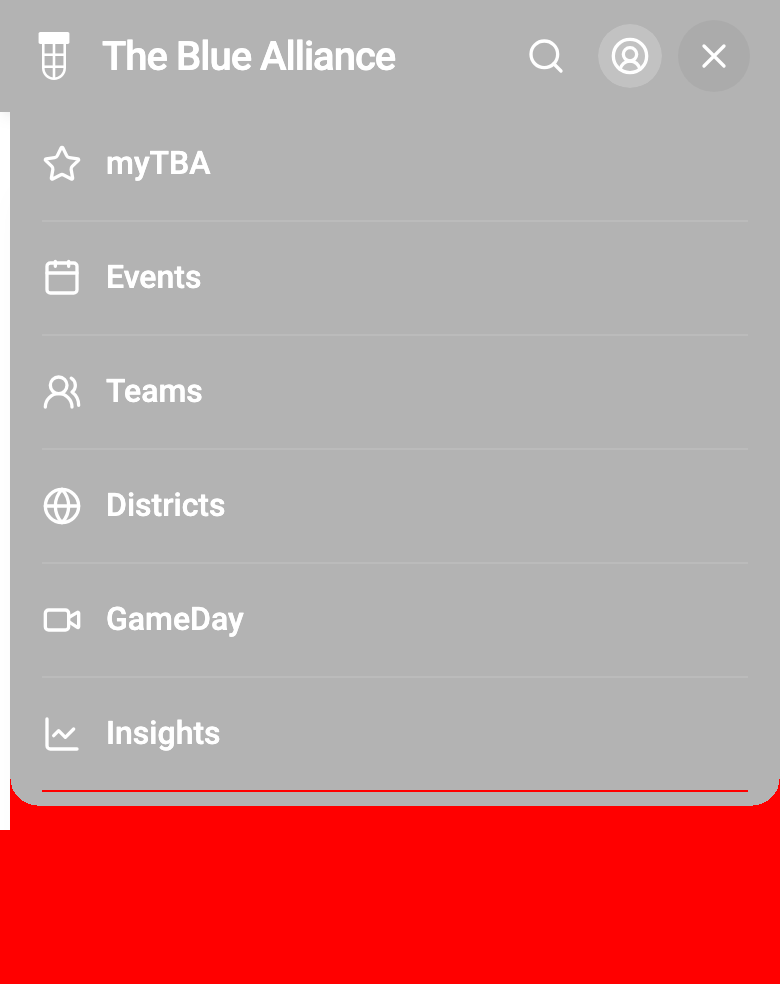 The Blue Alliance
myTBA
Events
Teams
Districts
GameDay
Insights